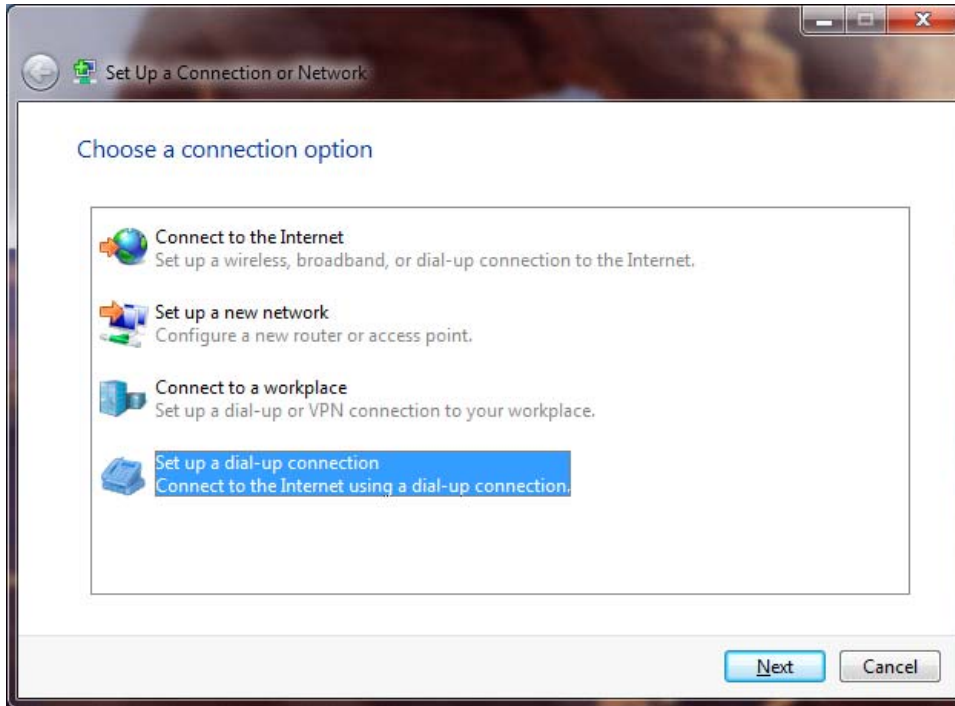 Set Up a Connection or Network
Choose a connection option
Connect to the Internet
Set up a wireless, broadband, or dial-up connection to the Internet.
Set up a new network
Configure a new router or access point.
Connect to a workplace
Set up a dial-up or VPN connection to your workplace.
Set up a dial-up connection
Connect to the Internet using a dial-up connection.
Next
Cancel